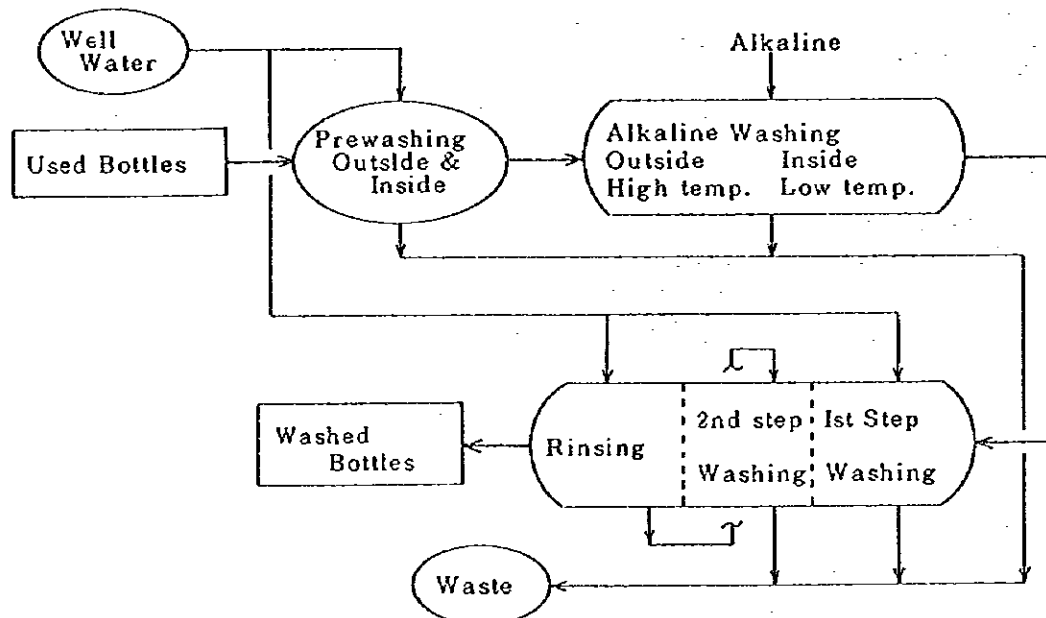 Well
Water
Alkaline
Used Bottles
Prewashing
Outside &
Inside
Alkaline Washing
Outside Inside
High temp. Low temp.
Washed
Bottles
Rinsing
2nd step
Washing
Ist Step
Washing
Waste